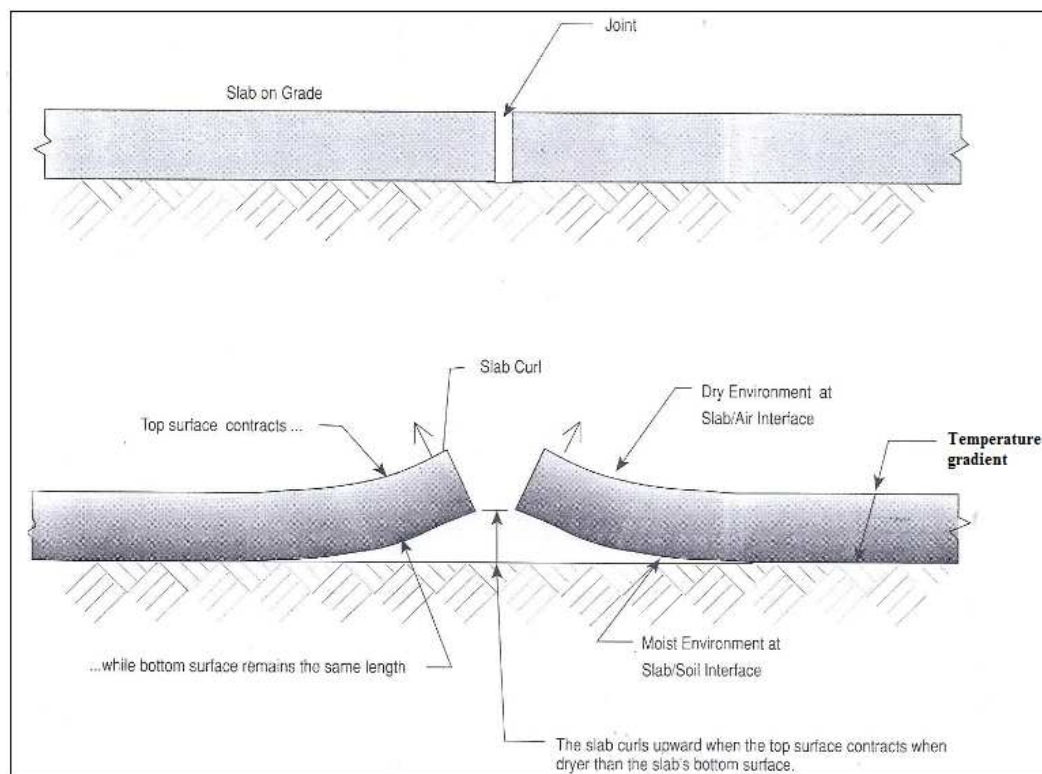 Joint
Slab on Grade
Slab Curl
Top surface contracts ...
Dry Environment at
Slab/Air Interface
Temperature
gradient
...while bottom surface remains the same length
Moist Environment at
Slab/Soil Interface
The slab curls upward when the top surface contracts when
dryer than the slab's bottom surface.